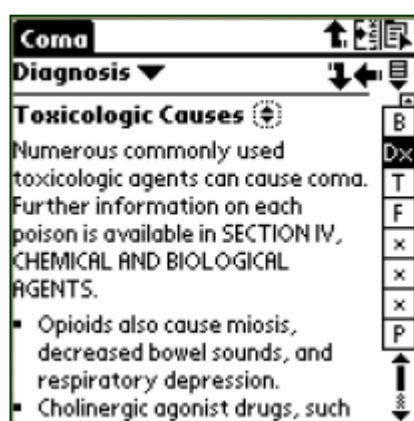 Coma
Diagnosis
Toxicologic Causes
Numerous commonly used
toxicologic agents can cause coma.
Further information on each
poison is available in SECTION IV,
CHEMICAL AND BIOLOGICAL
AGENTS.
▪ Opioids also cause miosis,
decreased bowel sounds, and
respiratory depression.
▪ Cholinergic agonist drugs, such
B
Dx
T
F
×
×
×
P